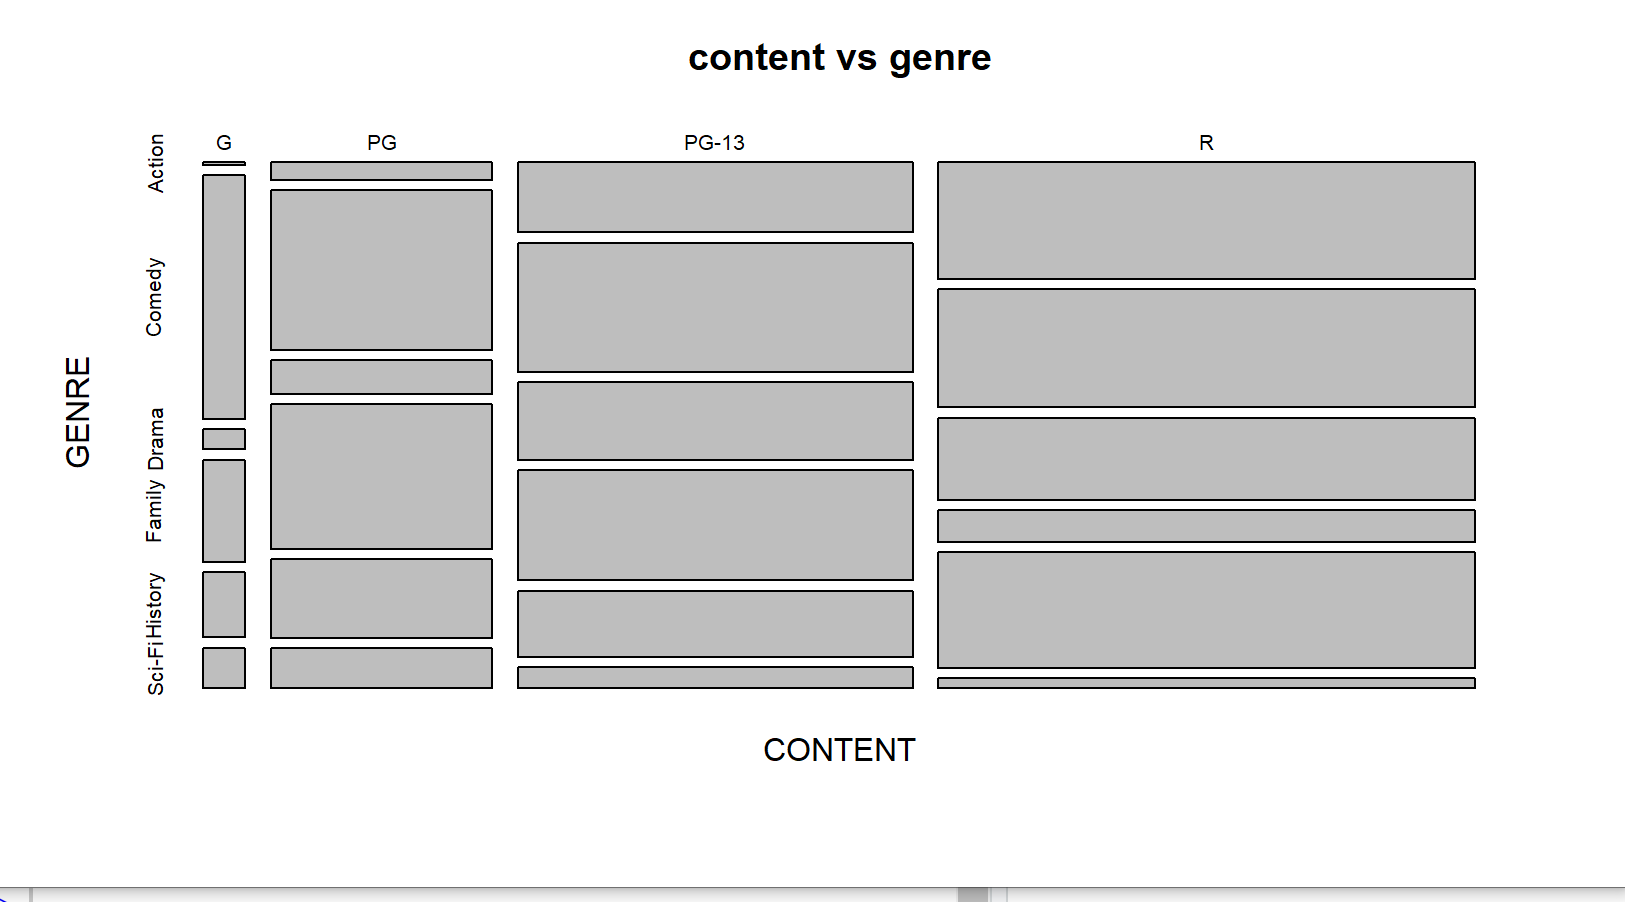 content vs genre
G
PG
PG-13
R
Action
Comedy
Drama
Family
History
Sci-Fi
GENRE
CONTENT